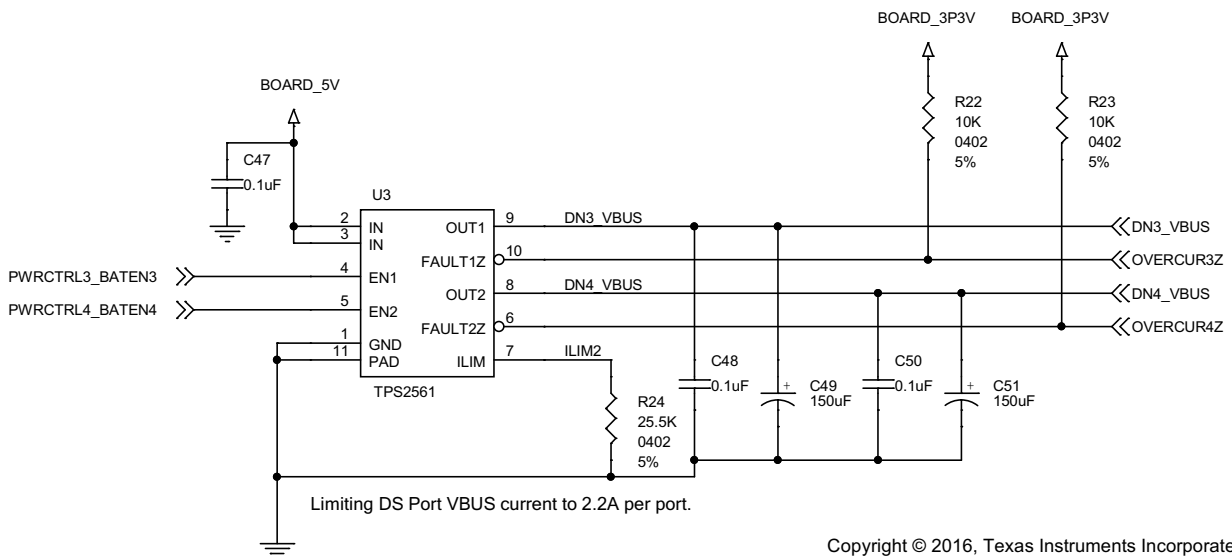 BOARD_3P3V
BOARD_3P3V
BOARD_5V
R22
10K
0402
5%
R23
10K
0402
5%
C47
0.1uF
U3
2
IN
3
IN
OUT1
9
DN3_VBUS
DN3_VBUS
FAULT1Z
10
OVERCUR3Z
PWRCTRL3_BATEN3
4
EN1
OUT2
8
DN4_VBUS
DN4_VBUS
PWRCTRL4_BATEN4
5
EN2
FAULT2Z
6
OVERCUR4Z
1
GND
11
PAD
ILIM
7
ILIM2
TPS2561
R24
25.5K
0402
5%
C48
0.1uF
+
C49
150uF
C50
0.1uF
+
C51
150uF
Limiting DS Port VBUS current to 2.2A per port.
Copyright © 2016, Texas Instruments Incorporate